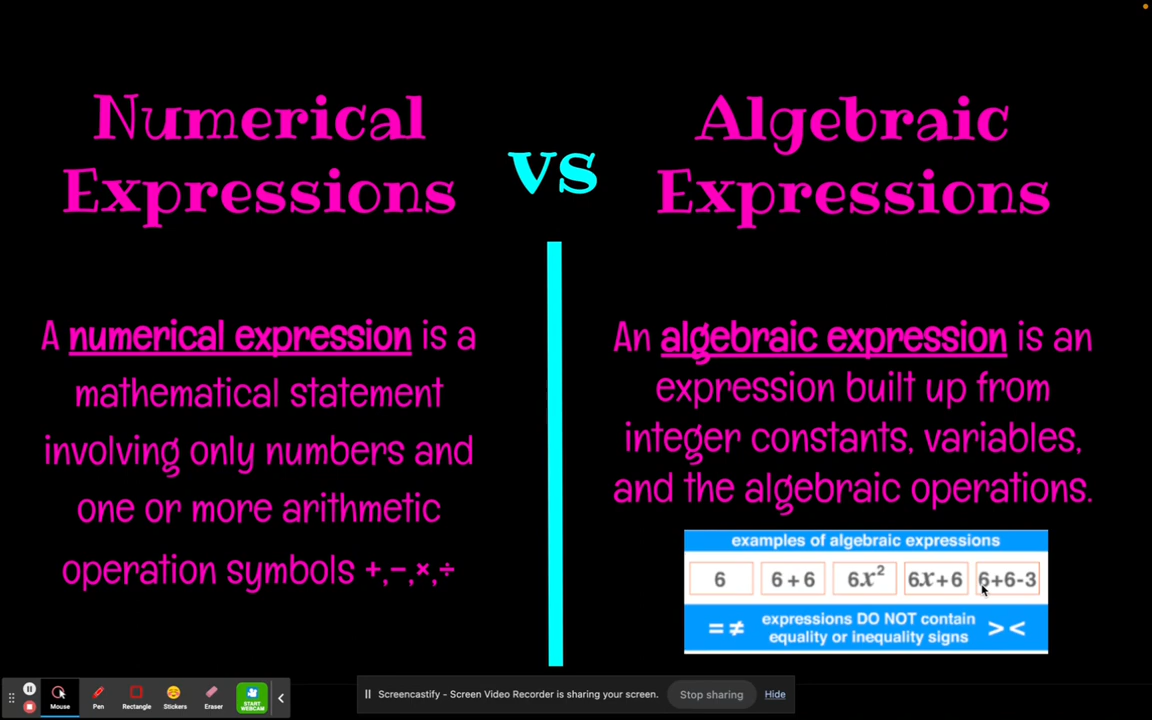 Numerical
Expressions
vs
Algebraic
Expressions
A numerical expression is a
mathematical statement
involving only numbers and
one or more arithmetic
operation symbols +,−,×,÷
An algebraic expression is an
expression built up from
integer constants, variables,
and the algebraic operations.
examples of algebraic expressions
6 6+6 6x² 6x+6 6+6-3
= ≠ expressions DO NOT contain > <
equality or inequality signs
Mouse Pen Rectangle Stickers Eraser START WEBCAM
Screencastify - Screen Video Recorder is sharing your screen. Stop sharing Hide